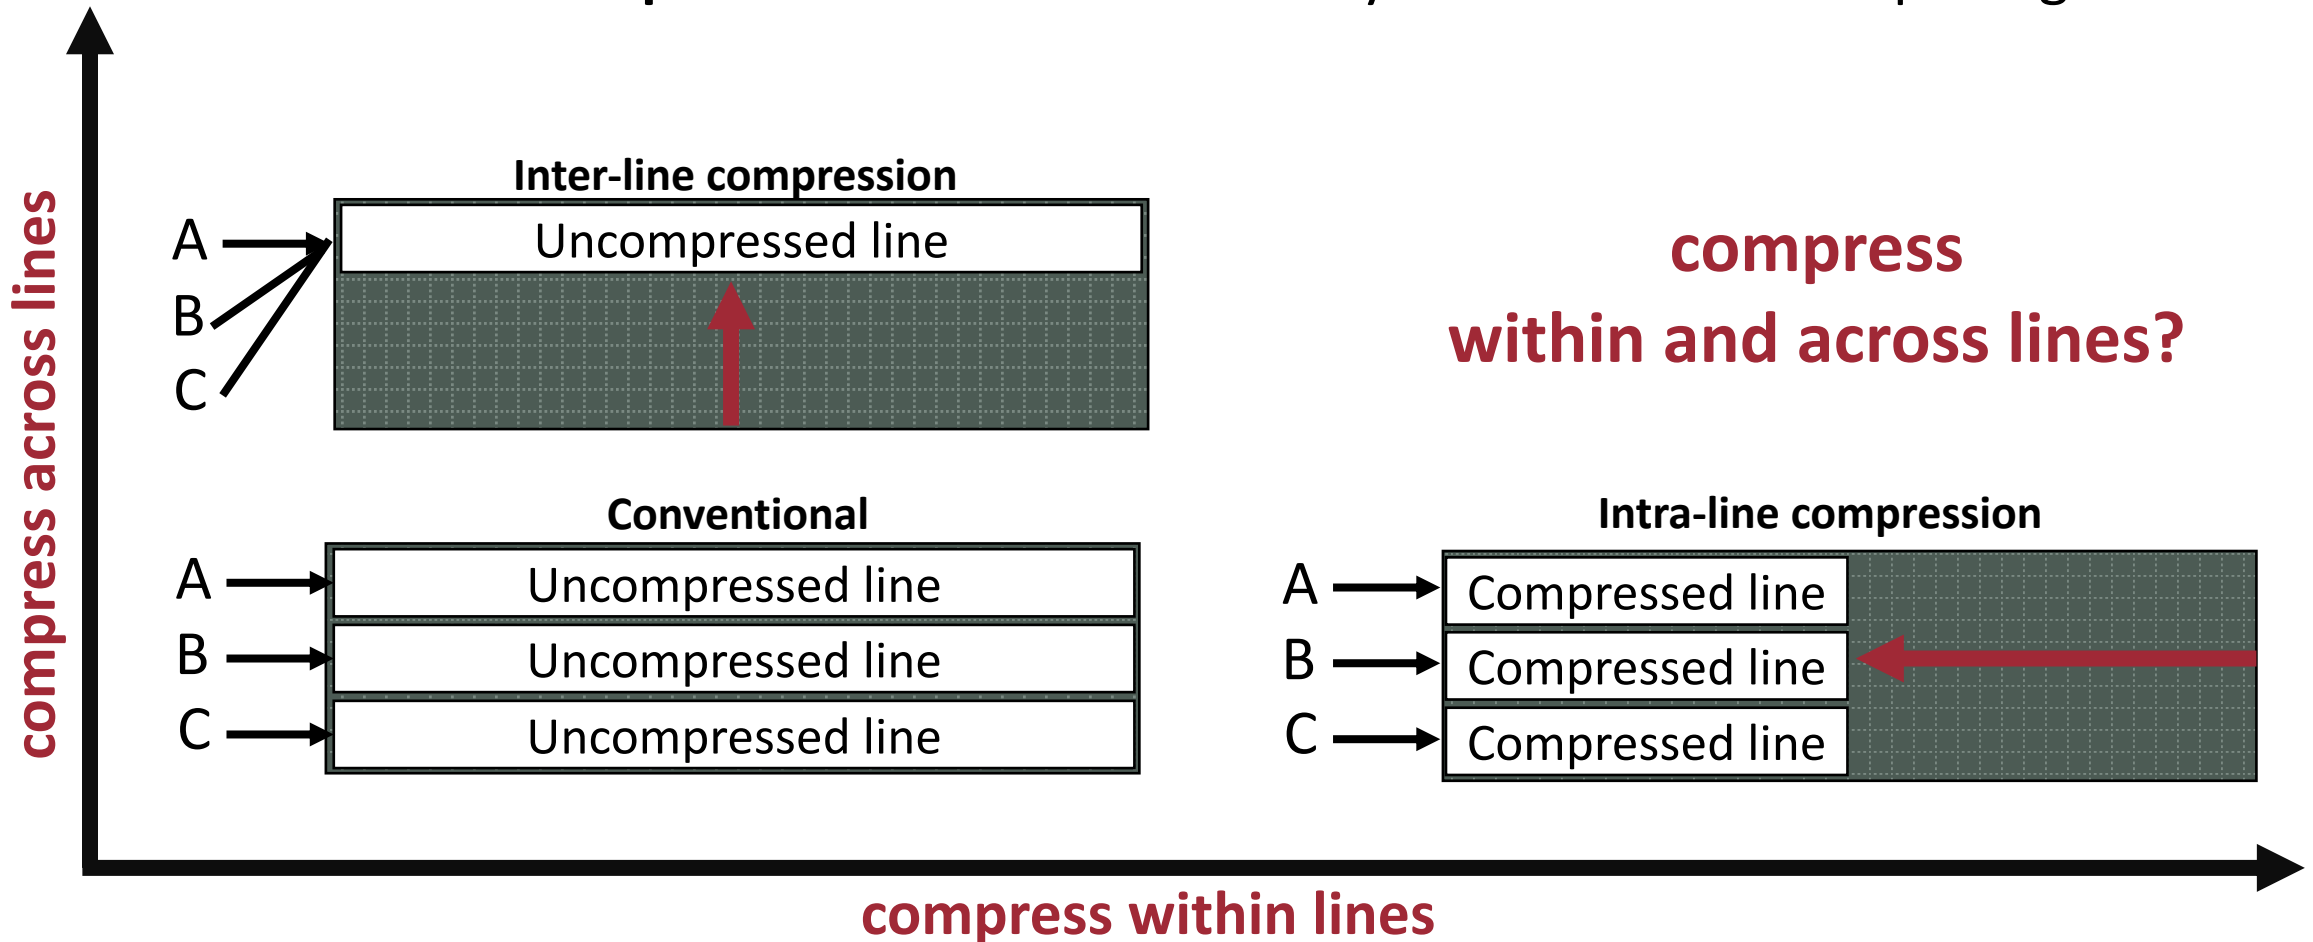 Inter-line compression
A
Uncompressed line
B
C
compress
within and across lines?
compress across lines
Conventional
A
Uncompressed line
B
Uncompressed line
C
Uncompressed line
Intra-line compression
A
Compressed line
B
Compressed line
C
Compressed line
compress within lines